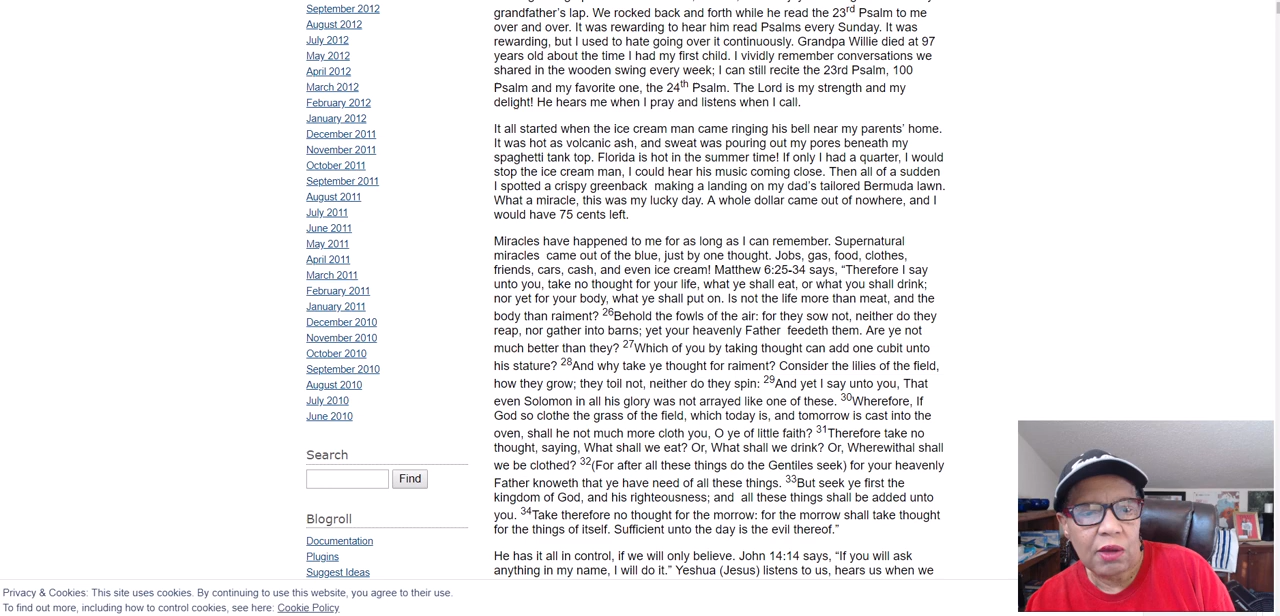 September 2012
August 2012
July 2012
May 2012
April 2012
March 2012
February 2012
January 2012
December 2011
November 2011
October 2011
September 2011
August 2011
July 2011
June 2011
May 2011
April 2011
March 2011
February 2011
January 2011
December 2010
November 2010
October 2010
September 2010
August 2010
July 2010
June 2010
Search
Find
Blogroll
Documentation
Plugins
Suggest Ideas
grandfather’s lap. We rocked back and forth while he read the 23rd Psalm to me
over and over. It was rewarding to hear him read Psalms every Sunday. It was
rewarding, but I used to hate going over it continuously. Grandpa Willie died at 97
years old about the time I had my first child. I vividly remember conversations we
shared in the wooden swing every week; I can still recite the 23rd Psalm, 100
Psalm and my favorite one, the 24th Psalm. The Lord is my strength and my
delight! He hears me when I pray and listens when I call.
It all started when the ice cream man came ringing his bell near my parents’ home.
It was hot as volcanic ash, and sweat was pouring out my pores beneath my
spaghetti tank top. Florida is hot in the summer time! If only I had a quarter, I would
stop the ice cream man, I could hear his music coming close. Then all of a sudden
I spotted a crispy greenback making a landing on my dad’s tailored Bermuda lawn.
What a miracle, this was my lucky day. A whole dollar came out of nowhere, and I
would have 75 cents left.
Miracles have happened to me for as long as I can remember. Supernatural
miracles came out of the blue, just by one thought. Jobs, gas, food, clothes,
friends, cars, cash, and even ice cream! Matthew 6:25-34 says, “Therefore I say
unto you, take no thought for your life, what ye shall eat, or what you shall drink;
nor yet for your body, what ye shall put on. Is not the life more than meat, and the
body than raiment? 26Behold the fowls of the air: for they sow not, neither do they
reap, nor gather into barns; yet your heavenly Father feedeth them. Are ye not
much better than they? 27Which of you by taking thought can add one cubit unto
his stature? 28And why take ye thought for raiment? Consider the lilies of the field,
how they grow; they toil not, neither do they spin: 29And yet I say unto you, That
even Solomon in all his glory was not arrayed like one of these. 30Wherefore, If
God so clothe the grass of the field, which today is, and tomorrow is cast into the
oven, shall he not much more cloth you, O ye of little faith? 31Therefore take no
thought, saying, What shall we eat? Or, What shall we drink? Or, Wherewithal shall
we be clothed? 32(For after all these things do the Gentiles seek) for your heavenly
Father knoweth that ye have need of all these things. 33But seek ye first the
kingdom of God, and his righteousness; and all these things shall be added unto
you. 34Take therefore no thought for the morrow: for the morrow shall take thought
for the things of itself. Sufficient unto the day is the evil thereof.”
He has it all in control, if we will only believe. John 14:14 says, “If you will ask
anything in my name, I will do it.” Yeshua (Jesus) listens to us, hears us when we
Privacy & Cookies: This site uses cookies. By continuing to use this website, you agree to their use.
To find out more, including how to control cookies, see here: Cookie Policy